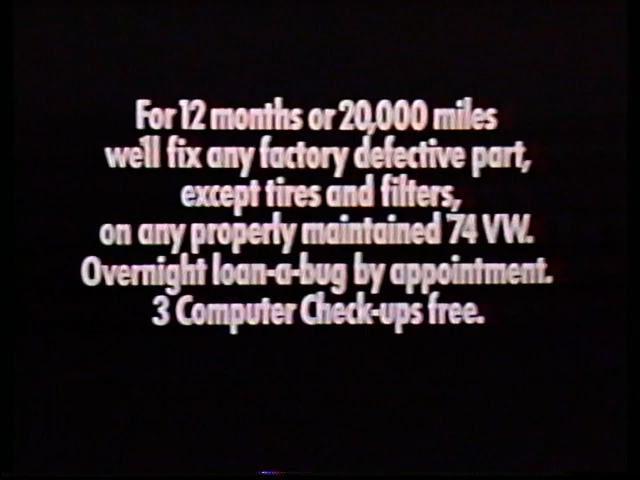 For 12 months or 20,000 miles
we'll fix any factory defective part,
except tires and filters,
on any properly maintained 74 VW.
Overnight loan-a-bug by appointment.
3 Computer Check-ups free.